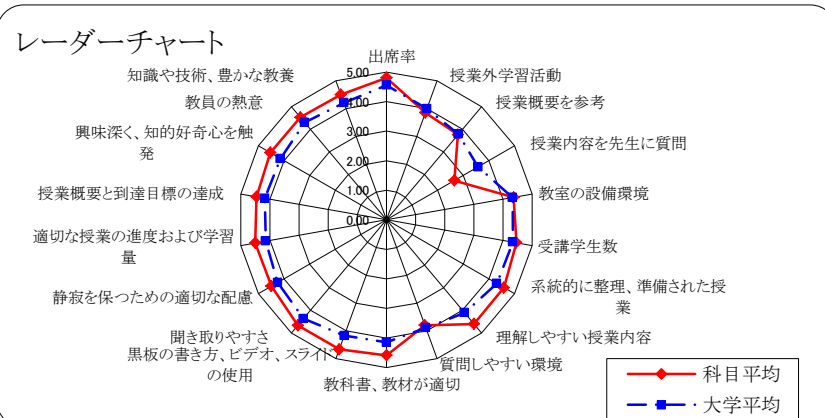 レーダーチャート
出席率
授業外学習活動
授業概要を参考
授業内容を先生に質問
教室の設備環境
受講学生数
系統的に整理、準備された授
業
理解しやすい授業内容
質問しやすい環境
教科書、教材が適切
黒板の書き方、ビデオ、スライド
の使用
聞き取りやすさ
静寂を保つための適切な配慮
適切な授業の進度および学習
量
授業概要と到達目標の達成
興味深く、知的好奇心を触
発
教員の熱意
知識や技術、豊かな教養
5.00
4.00
3.00
2.00
1.00
0.00
科目平均
大学平均